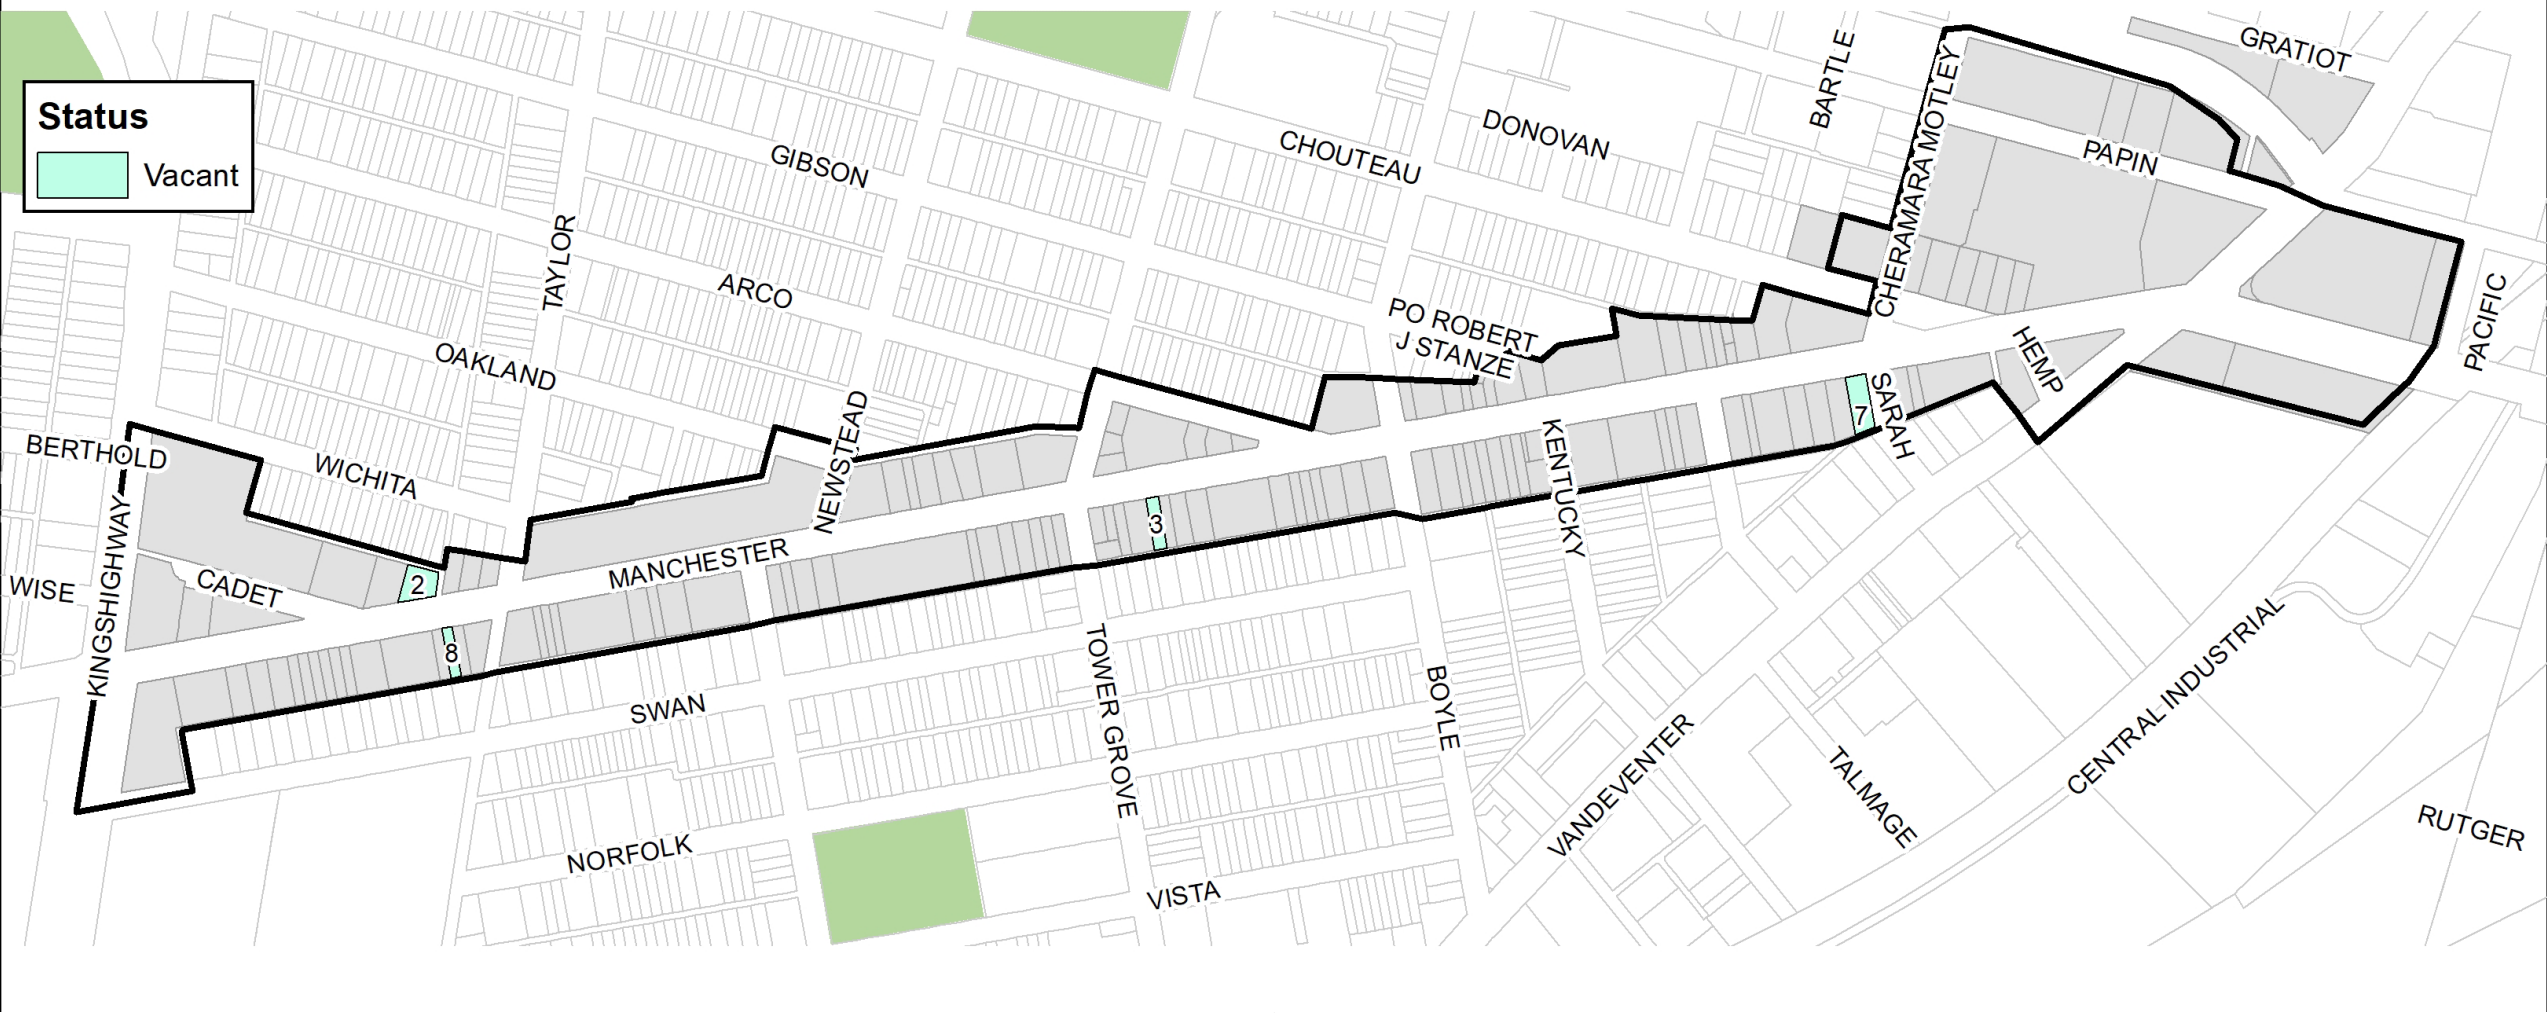 Status
Vacant
GRATIOT
BARTLE
CHERAMARA MOTLEY
DONOVAN
CHOUTEAU
GIBSON
PAPIN
TAYLOR
ARCO
PO ROBERT
J STANZE
PACIFIC
OAKLAND
HEMP
NEWSTEAD
SARAH
7
BERTHOLD
WICHITA
KENTUCKY
3
MANCHESTER
KINGSHIGHWAY
2
WISE
CADET
8
TOWER GROVE
SWAN
BOYLE
CENTRAL INDUSTRIAL
VANDEVENTER
TALMAGE
NORFOLK
RUTGER
VISTA